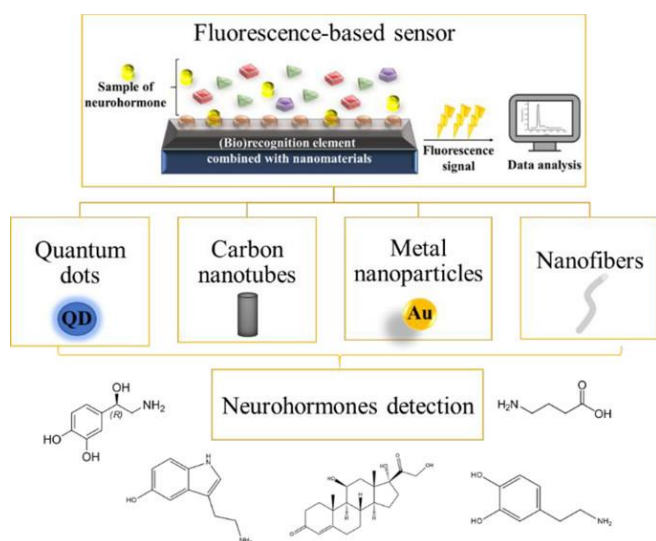 Fluorescence-based sensor
Sample of
neurohormone
(Bio)recognition element
combined with nanomaterials
Fluorescence
signal
Data analysis
Quantum
dots
QD
Carbon
nanotubes
Metal
nanoparticles
Au
Nanofibers
Neurohormones detection
OH
NH₂
(R)
HO
OH
H₂N
O
OH
H
N
HO
NH₂
O
OH
OH
HO
H
H
H
O
HO
HO
NH₂